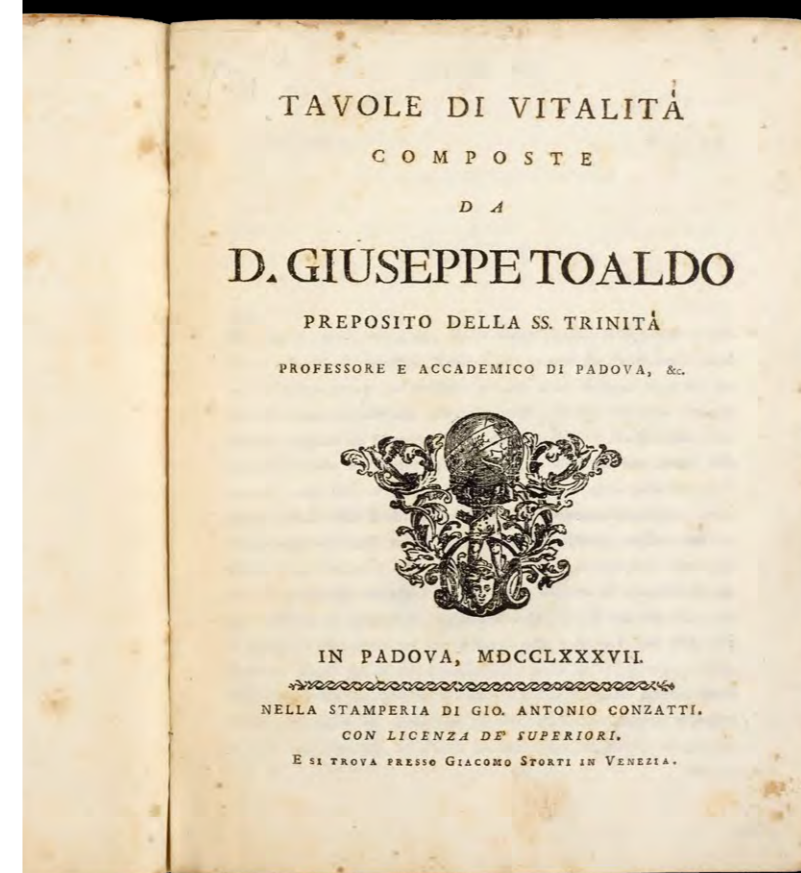 TAVOLE DI VITALITÀ
COMPOSTE
DA
D. GIUSEPPE TOALDO
PREPOSITO DELLA SS. TRINITÀ
PROFESSORE E ACCADEMICO DI PADOVA, &c.
IN PADOVA, MDCCLXXXVII.
NELLA STAMPERIA DI GIO. ANTONIO CONZATTI.
CON LICENZA DE' SUPERIORI.
E SI TROVA PRESSO GIACOMO STORTI IN VENEZIA.